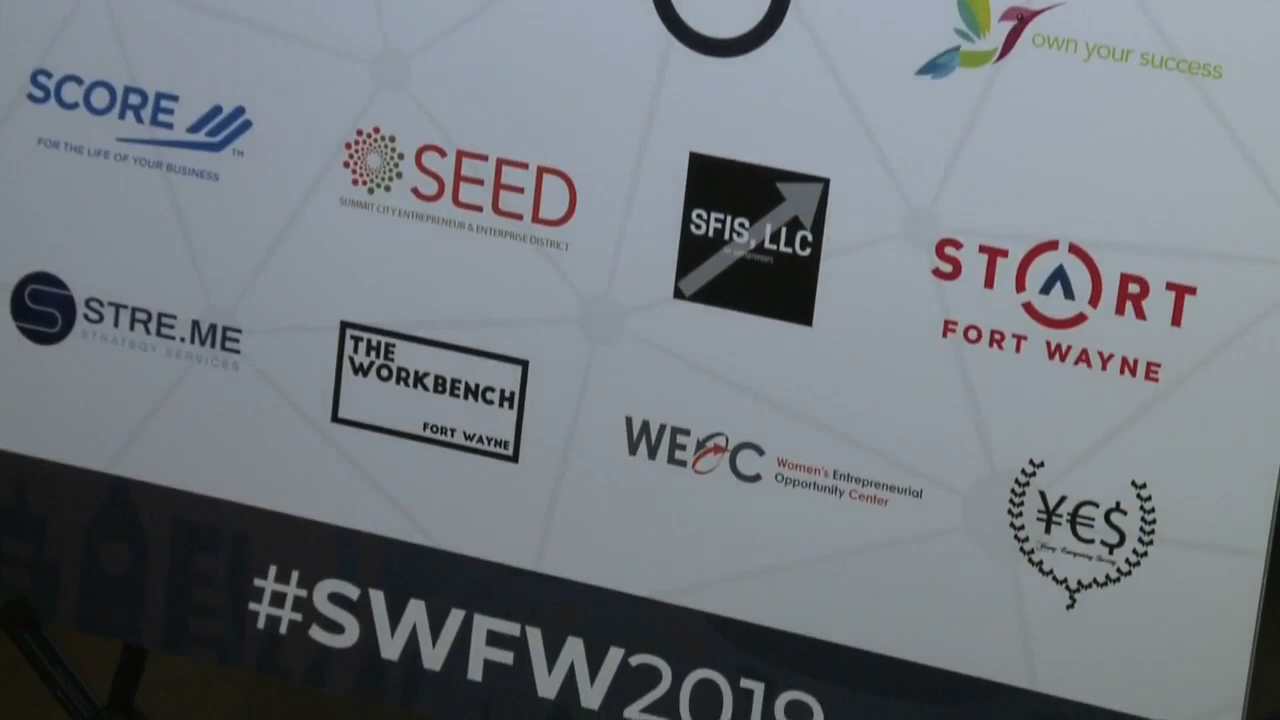 own your success
SCORE
TM
FOR THE LIFE OF YOUR BUSINESS
SEED
SUMMIT CITY ENTREPRENEUR & ENTERPRISE DISTRICT
SFIS, LLC
START
FORT WAYNE
STRE.ME
STRATEGY SERVICES
THE
WORKBENCH
FORT WAYNE
WEOC
Women's Entrepreneurial
Opportunity Center
¥€$
#SWFW2019